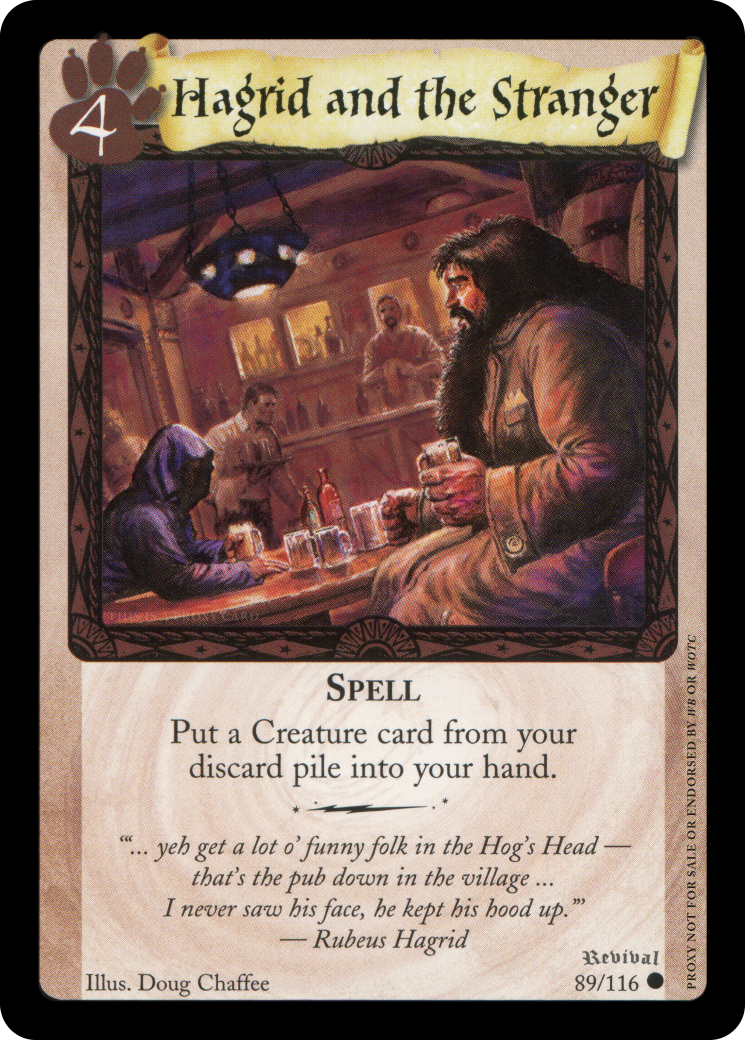 4
Hagrid and the Stranger
SPELL
Put a Creature card from your
discard pile into your hand.
“‘... yeh get a lot o’ funny folk in the Hog’s Head —
that’s the pub down in the village ...
I never saw his face, he kept his hood up.’”
— Rubeus Hagrid
Revival
Illus. Doug Chaffee
89/116
PROXY NOT FOR SALE OR ENDORSED BY WB OR WOTC